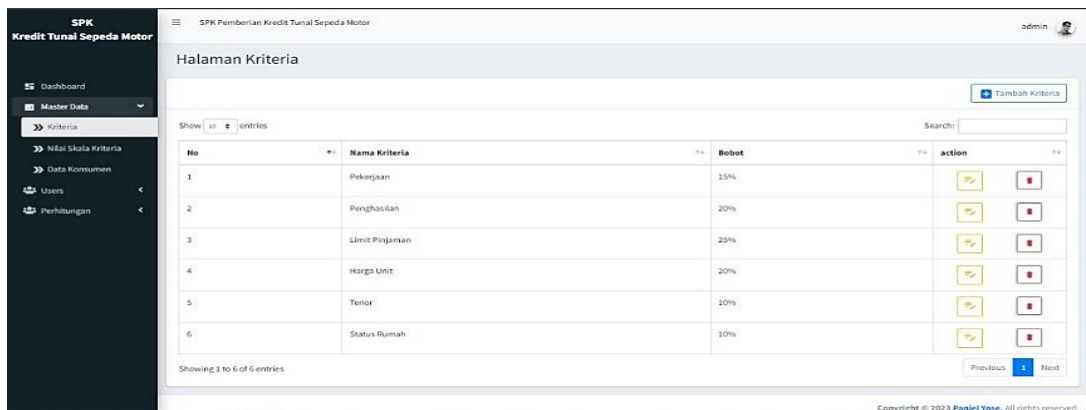 SPK
Kredit Tunai Sepeda Motor
SPK Pemberian Kredit Tunai Sepeda Motor
admin
Halaman Kriteria
Dashboard
Master Data
Kriteria
Nilai Skala Kriteria
Data Konsumen
Users
Perhitungan
Tambah Kriteria
Show 10 entries
Search:
No Nama Kriteria Bobot action
1 Pekerjaan 15%
2 Penghasilan 20%
3 Limit Pinjaman 25%
4 Harga Unit 20%
5 Tenor 10%
6 Status Rumah 10%
Showing 1 to 6 of 6 entries
Previous 1 Next
Copyright © 2023 Paniel Yose. All rights reserved.